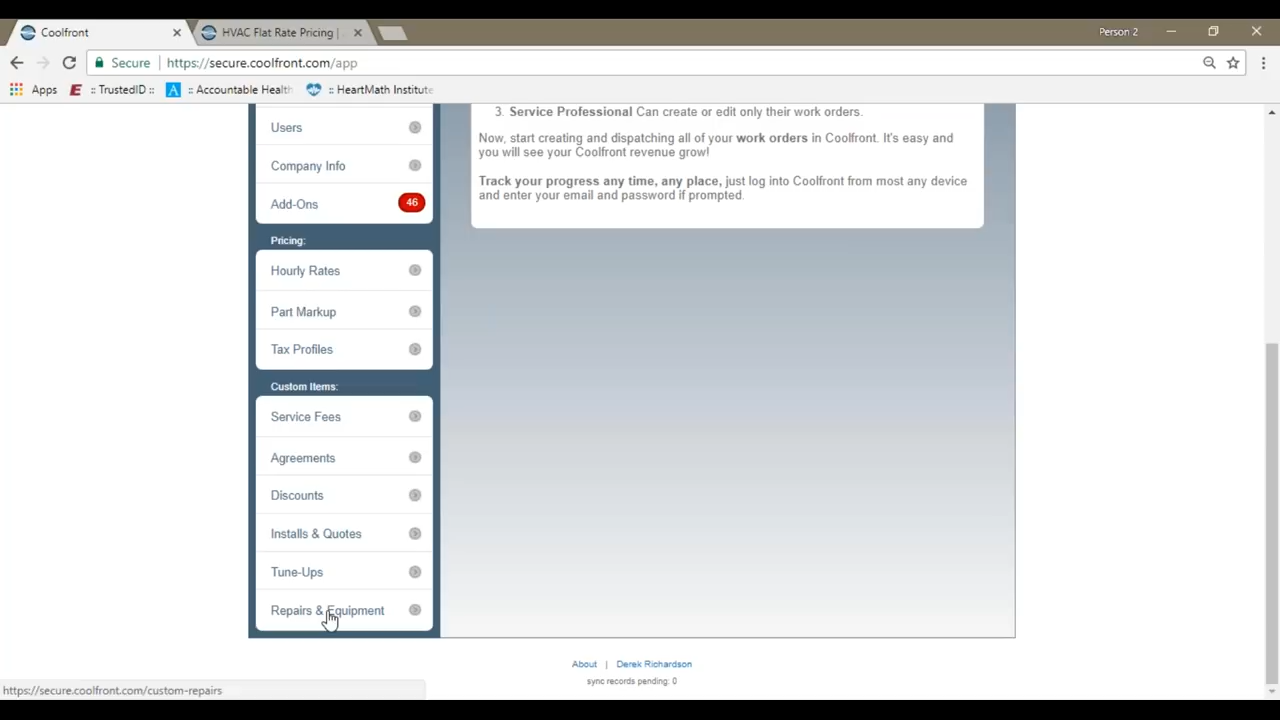 Coolfront
HVAC Flat Rate Pricing |
Person 2
Secure
https://secure.coolfront.com/app
Apps
:: TrustedID ::
:: Accountable Health
:: HeartMath Institute
Users
Company Info
Add-Ons
46
Pricing:
Hourly Rates
Part Markup
Tax Profiles
Custom Items:
Service Fees
Agreements
Discounts
Installs & Quotes
Tune-Ups
Repairs & Equipment
3. Service Professional Can create or edit only their work orders.
Now, start creating and dispatching all of your work orders in Coolfront. It's easy and
you will see your Coolfront revenue grow!
Track your progress any time, any place, just log into Coolfront from most any device
and enter your email and password if prompted.
About | Derek Richardson
sync records pending: 0
https://secure.coolfront.com/custom-repairs